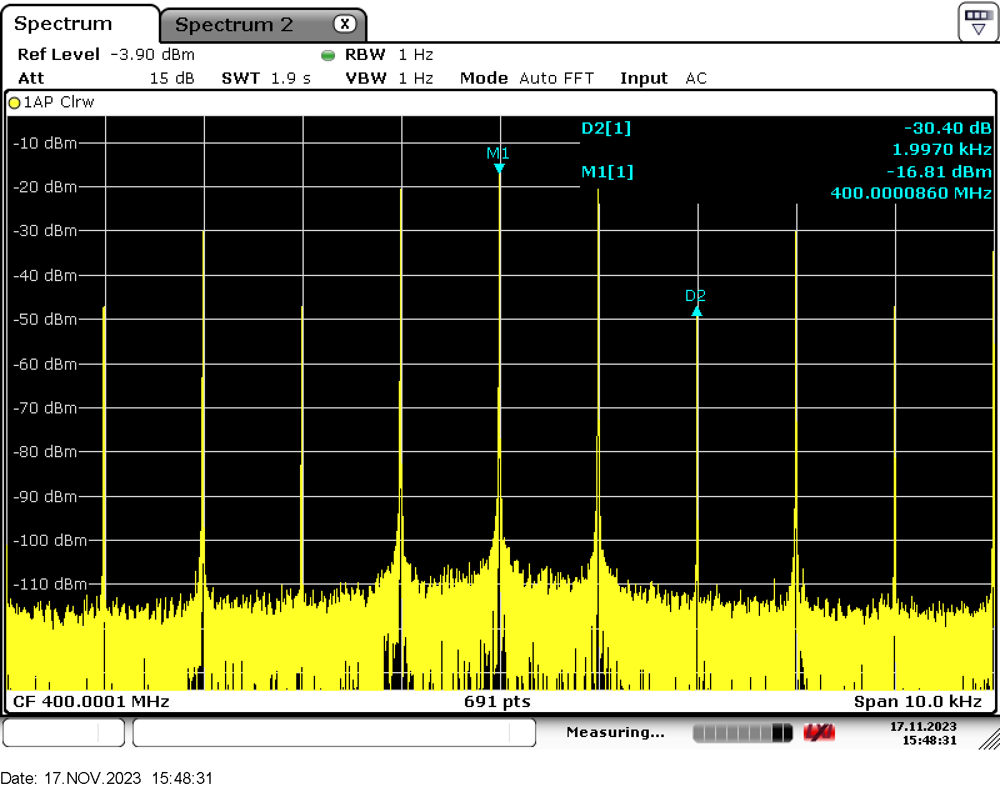 Spectrum
Spectrum 2 X
Ref Level -3.90 dBm RBW 1 Hz
Att 15 dB SWT 1.9 s VBW 1 Hz Mode Auto FFT Input AC
1AP Clrw
D2[1] -30.40 dB
1.9970 kHz
M1[1] -16.81 dBm
400.0000860 MHz
M1
D2
-10 dBm
-20 dBm
-30 dBm
-40 dBm
-50 dBm
-60 dBm
-70 dBm
-80 dBm
-90 dBm
-100 dBm
-110 dBm
CF 400.0001 MHz 691 pts Span 10.0 kHz
Measuring... LXI 17.11.2023
15:48:31
Date: 17.NOV.2023 15:48:31